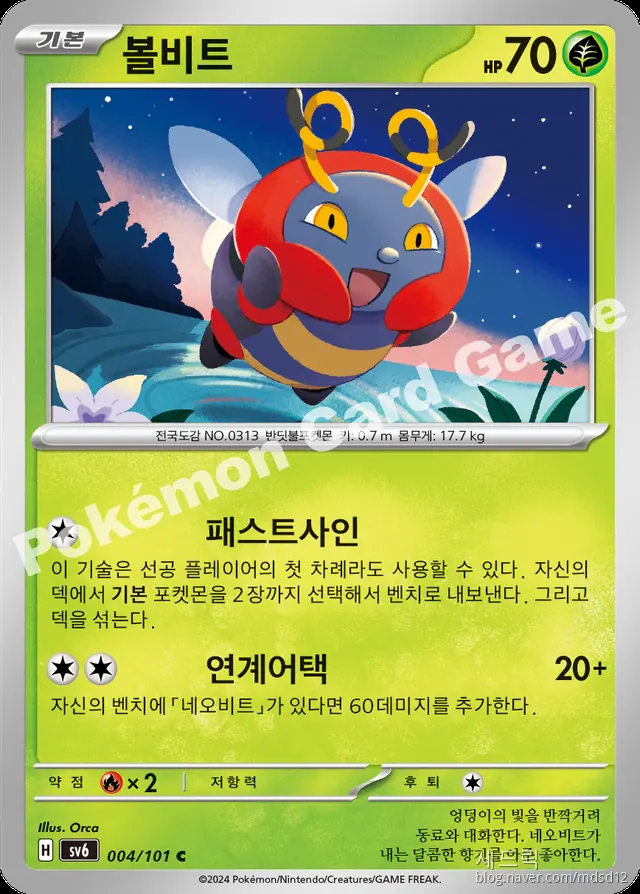 기본
볼비트
HP 70
전국도감 NO.0313 반딧불포켓몬 키: 0.7 m 몸무게: 17.7 kg
Pokémon Card Game
패스트사인
이 기술은 선공 플레이어의 첫 차례라도 사용할 수 있다. 자신의
덱에서 기본 포켓몬을 2장까지 선택해서 벤치로 내보낸다. 그리고
덱을 섞는다.
연계어택 20+
자신의 벤치에 「네오비트」가 있다면 60데미지를 추가한다.
약점 ×2 저항력 후퇴
Illus. Orca
H sv6 004/101 C
엉덩이의 빛을 반짝거려
동료와 대화한다. 네오비트가
내는 달콤한 향기를 아주 좋아한다.
©2024 Pokémon/Nintendo/Creatures/GAME FREAK.
blog.naver.com/mdsd12